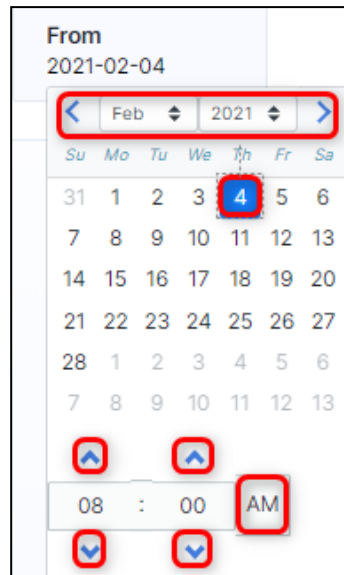 From
2021-02-04
Feb 2021
Su Mo Tu We Th Fr Sa
31 1 2 3 4 5 6
7 8 9 10 11 12 13
14 15 16 17 18 19 20
21 22 23 24 25 26 27
28 1 2 3 4 5 6
7 8 9 10 11 12 13
08 : 00 AM